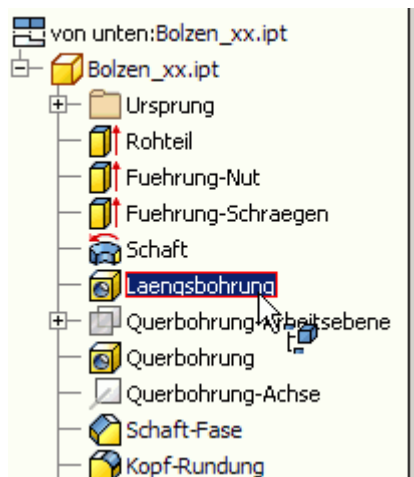 von unten:Bolzen_xx.ipt
Bolzen_xx.ipt
Ursprung
Rohteil
Fuehrung-Nut
Fuehrung-Schraegen
Schaft
Laengsbohrung
Querbohrung-Arbeitsebene
Querbohrung
Querbohrung-Achse
Schaft-Fase
Kopf-Rundung